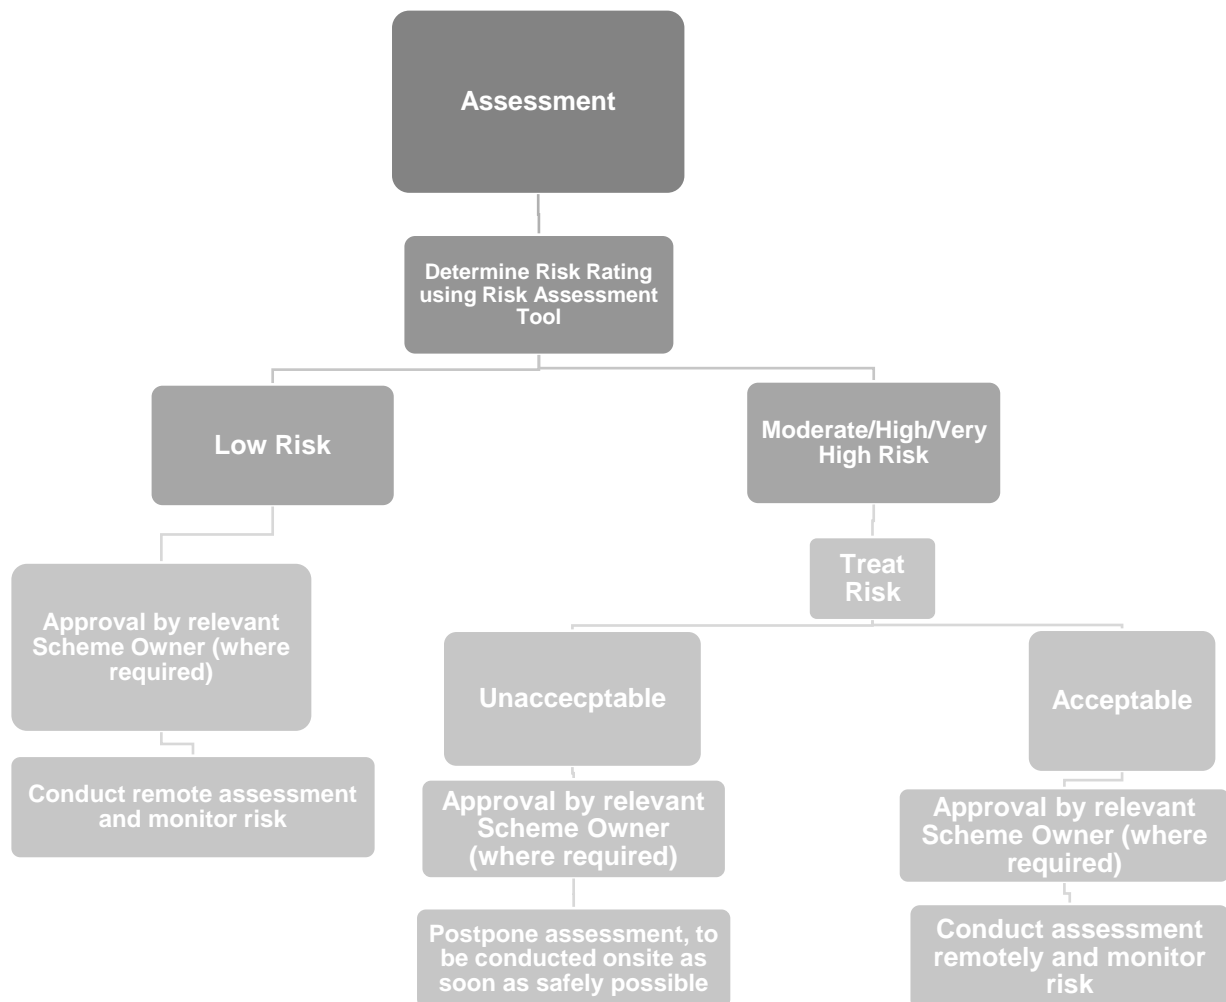 Assessment
Determine Risk Rating
using Risk Assessment
Tool
Low Risk
Moderate/High/Very
High Risk
Approval by relevant
Scheme Owner (where
required)
Conduct remote assessment
and monitor risk
Treat
Risk
Unaccecptable
Approval by relevant
Scheme Owner
(where required)
Postpone assessment, to
be conducted onsite as
soon as safely possible
Acceptable
Approval by relevant
Scheme Owner (where
required)
Conduct assessment
remotely and monitor
risk